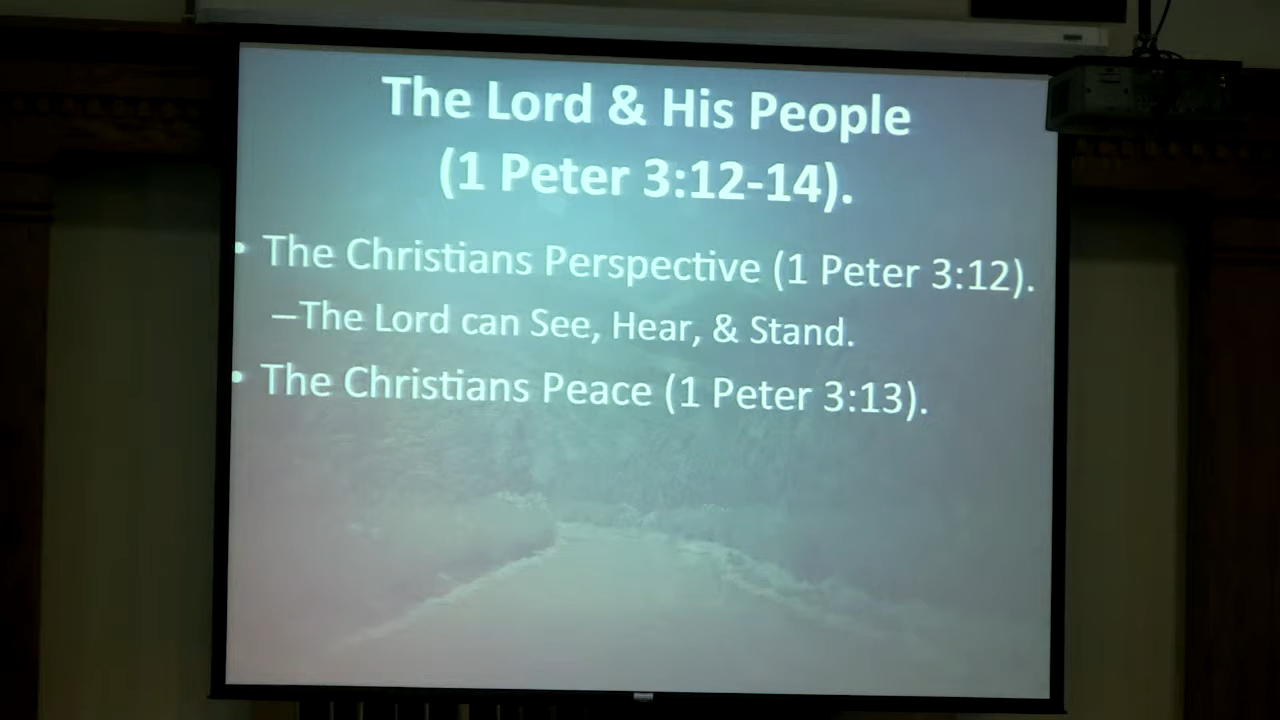 The Lord & His People
(1 Peter 3:12-14).
• The Christians Perspective (1 Peter 3:12).
–The Lord can See, Hear, & Stand.
• The Christians Peace (1 Peter 3:13).